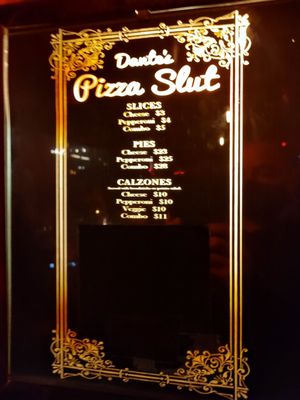 Dante's
Pizza Slut
SLICES
Cheese $3
Pepperoni $4
Combo $5
PIES
Cheese $23
Pepperoni $25
Combo $28
CALZONES
Cheese $10
Pepperoni $10
Veggie $10
Combo $11